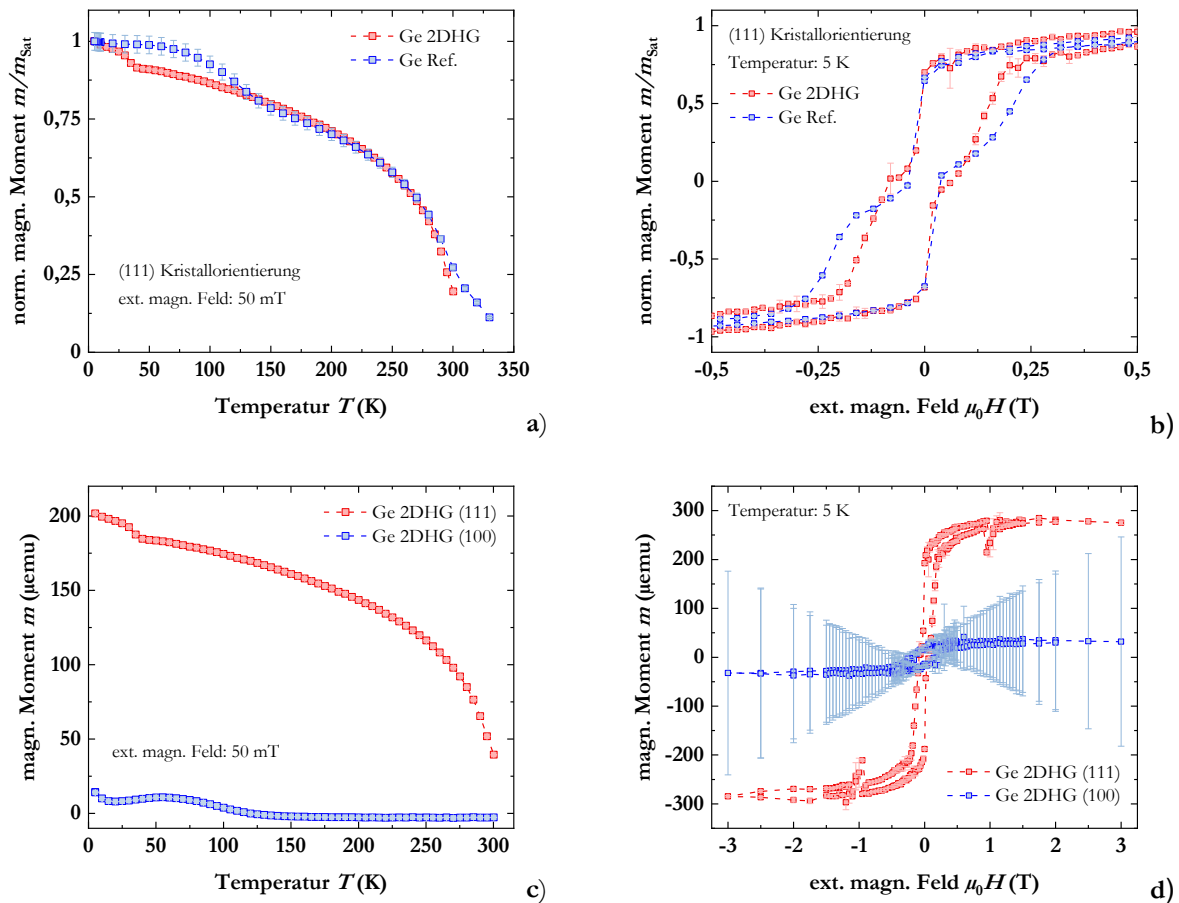 norm. magn. Moment m/mSat
1
0,75
0,5
0,25
0
Ge 2DHG
Ge Ref.
(111) Kristallorientierung
ext. magn. Feld: 50 mT
0 50 100 150 200 250 300 350
Temperatur T (K)
a)
norm. magn. Moment m/mSat
1
0,5
0
-0,5
-1
(111) Kristallorientierung
Temperatur: 5 K
Ge 2DHG
Ge Ref.
-0,5 -0,25 0 0,25 0,5
ext. magn. Feld μ0H (T)
b)
magn. Moment m (μemu)
200
150
100
50
0
Ge 2DHG (111)
Ge 2DHG (100)
ext. magn. Feld: 50 mT
0 50 100 150 200 250 300
Temperatur T (K)
c)
magn. Moment m (μemu)
300
200
100
0
-100
-200
-300
Temperatur: 5 K
Ge 2DHG (111)
Ge 2DHG (100)
-3 -2 -1 0 1 2 3
ext. magn. Feld μ0H (T)
d)